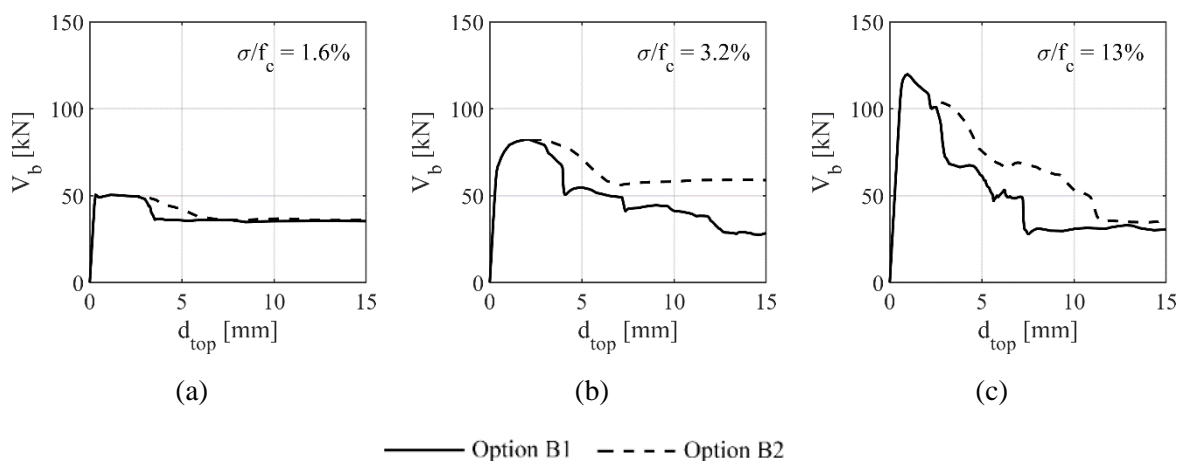 150
100
50
0
V_b [kN]
σ/f_c = 1.6%
0 5 10 15
d_top [mm]
(a)
150
100
50
0
V_b [kN]
σ/f_c = 3.2%
0 5 10 15
d_top [mm]
(b)
150
100
50
0
V_b [kN]
σ/f_c = 13%
0 5 10 15
d_top [mm]
(c)
Option B1 Option B2